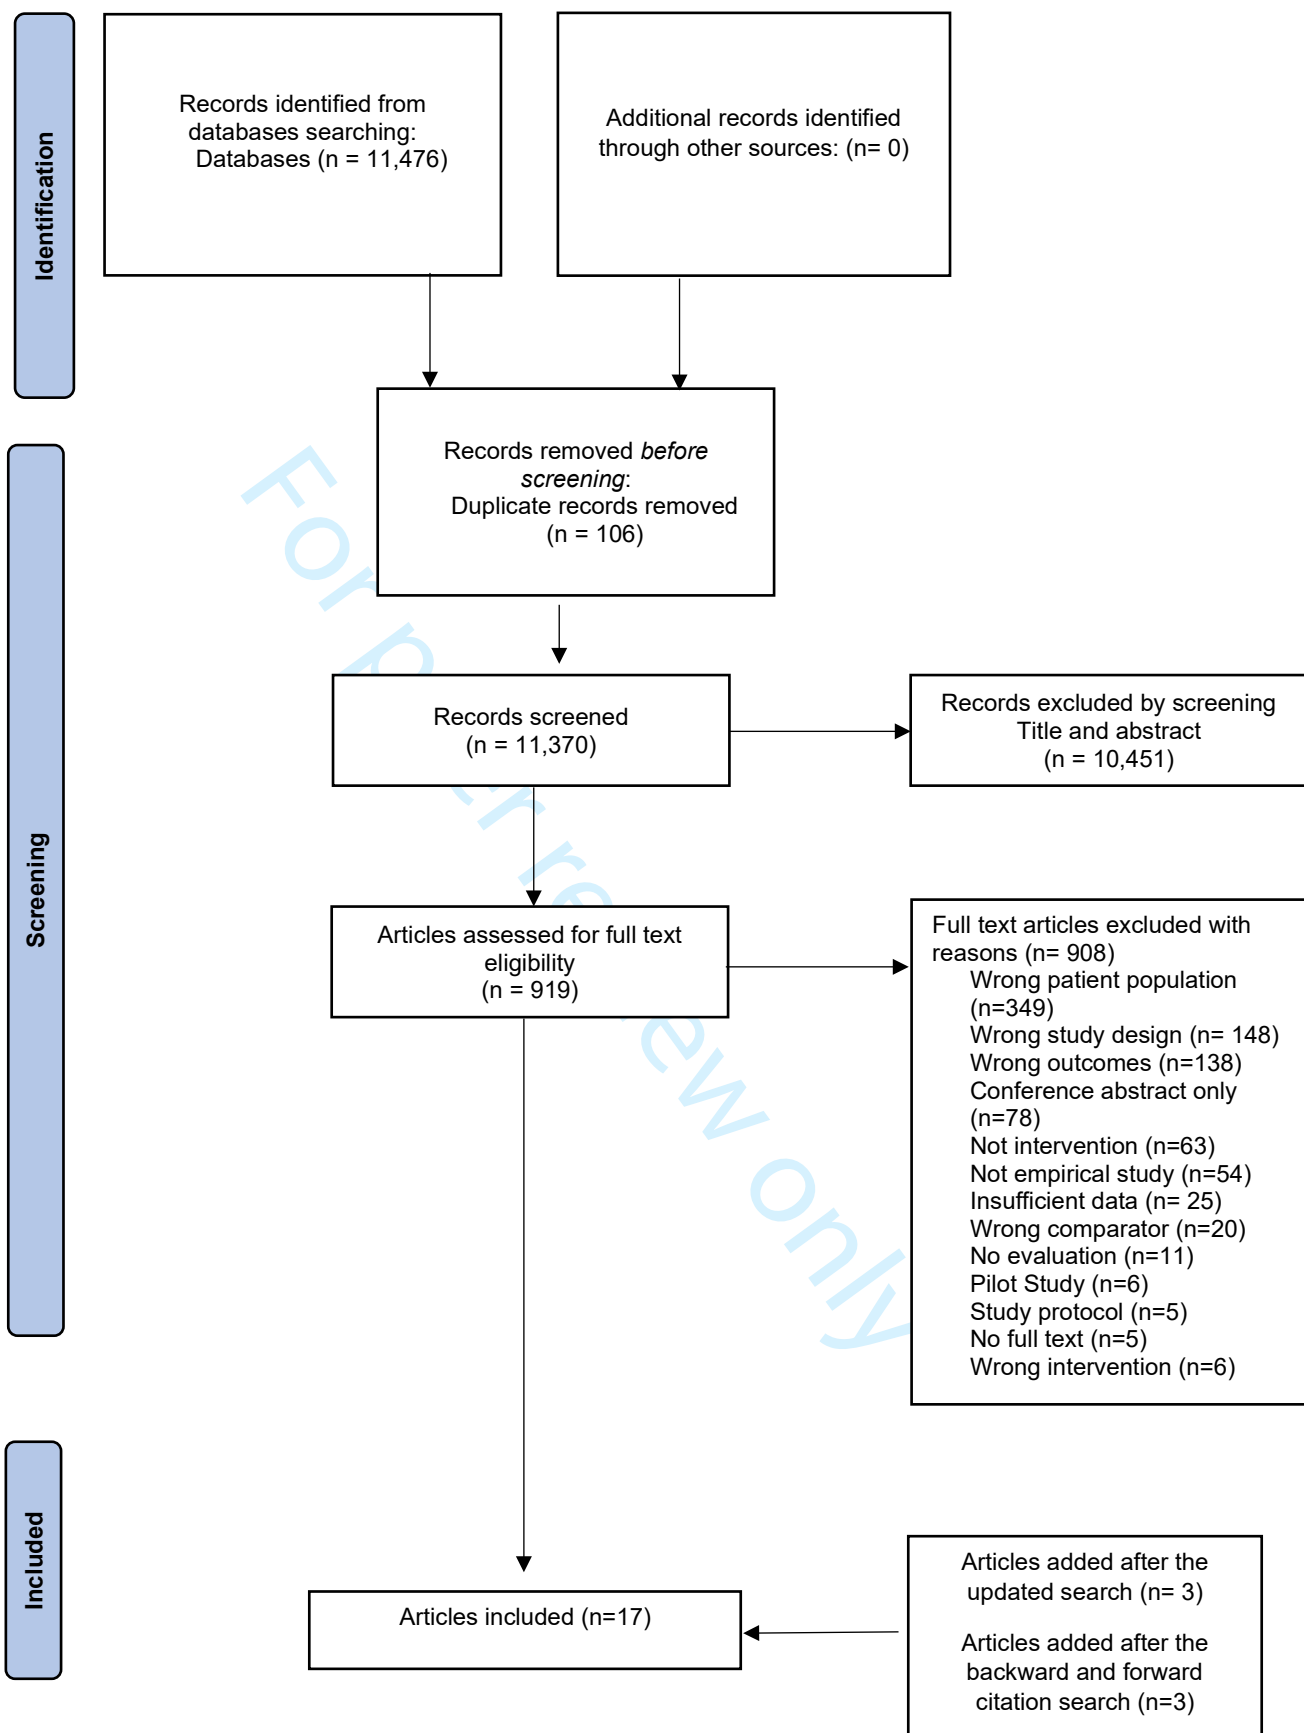 Identification
Records identified from
databases searching:
Databases (n = 11,476)
Additional records identified
through other sources: (n= 0)
Records removed before
screening:
Duplicate records removed
(n = 106)
Screening
Records screened
(n = 11,370)
Records excluded by screening
Title and abstract
(n = 10,451)
Articles assessed for full text
eligibility
(n = 919)
Full text articles excluded with
reasons (n= 908)
Wrong patient population
(n=349)
Wrong study design (n= 148)
Wrong outcomes (n=138)
Conference abstract only
(n=78)
Not intervention (n=63)
Not empirical study (n=54)
Insufficient data (n= 25)
Wrong comparator (n=20)
No evaluation (n=11)
Pilot Study (n=6)
Study protocol (n=5)
No full text (n=5)
Wrong intervention (n=6)
Included
Articles included (n=17)
Articles added after the
updated search (n= 3)
Articles added after the
backward and forward
citation search (n=3)
For peer review only